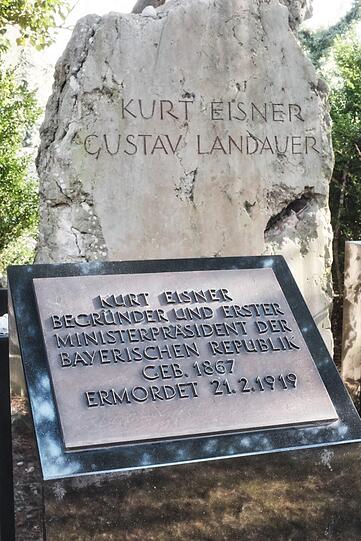 KURT EISNER
GUSTAV LANDAUER
KURT EISNER
BEGRÜNDER UND ERSTER
MINISTERPRÄSIDENT DER
BAYERISCHEN REPUBLIK
GEB. 1867
ERMORDET 21.2.1919